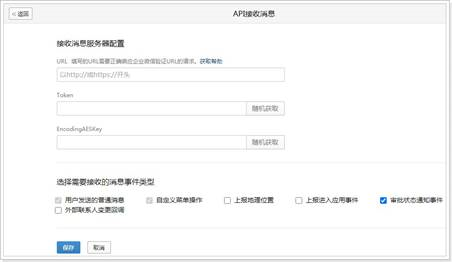 < 返回
API接收消息
接收消息服务器配置
URL 填写的URL需要正确响应企业微信验证URL的请求。获取帮助
以http://或https://开头
Token
随机获取
EncodingAESKey
随机获取
选择需要接收的消息事件类型
用户发送的普通消息 自定义菜单操作 上报地理位置 上报进入应用事件 审批状态通知事件
外部联系人变更回调
保存 取消